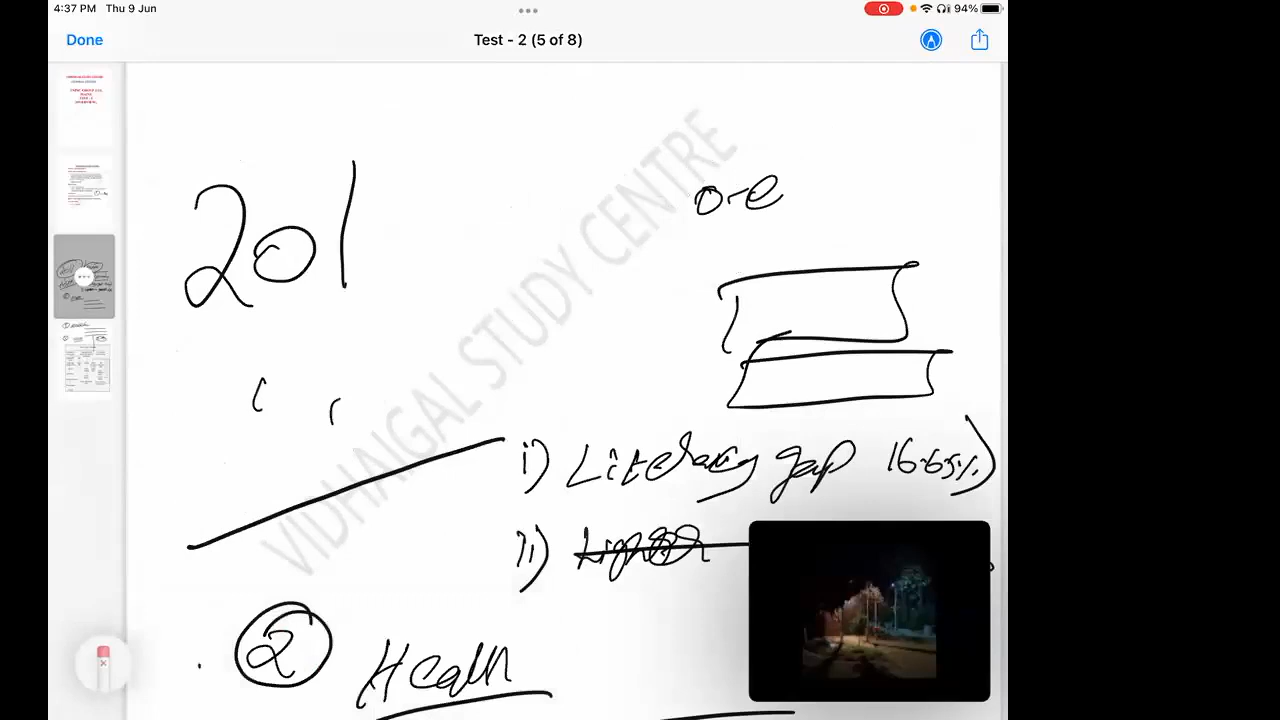 4:37 PM Thu 9 Jun
94%
Done
Test - 2 (5 of 8)
VIDHAIGAL STUDY CENTRE
201
o-e
i) Literacy gap 16.65%)
ii)
2 Health